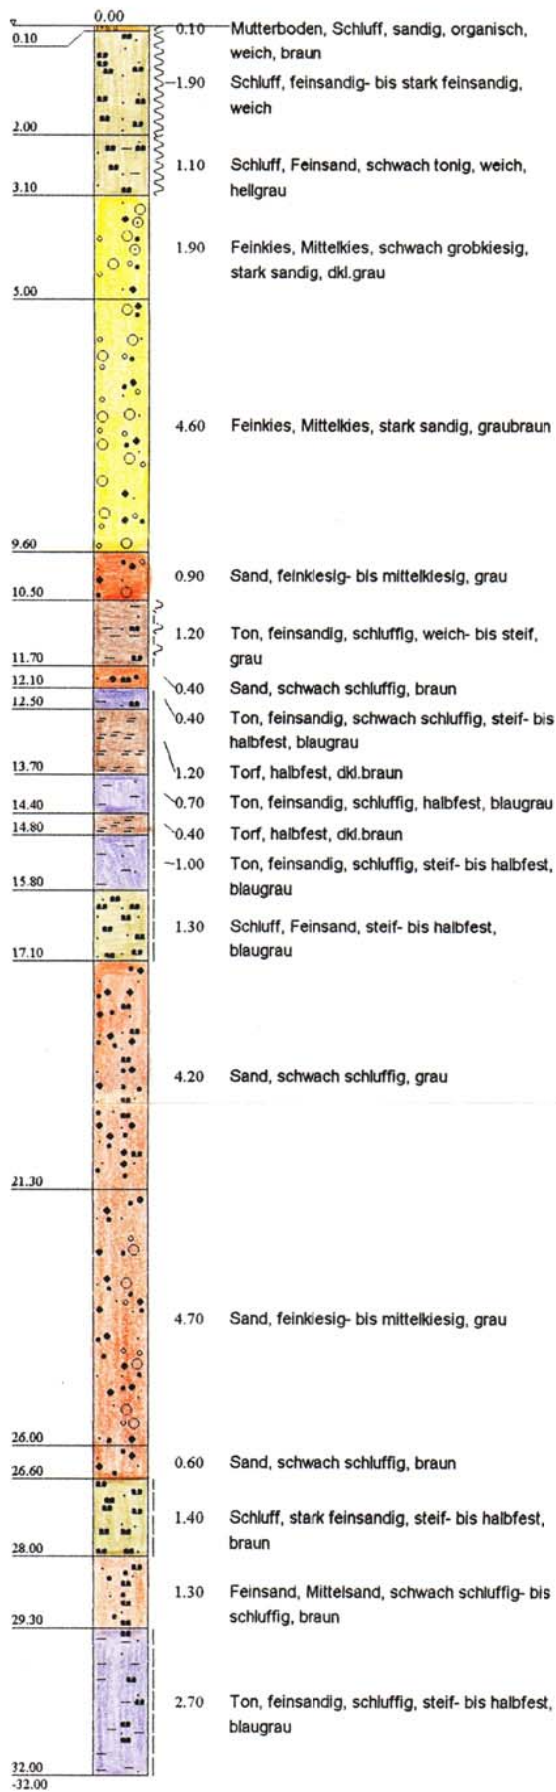 0.00
0.10 0.10 Mutterboden, Schluff, sandig, organisch,
weich, braun
1.90 Schluff, feinsandig- bis stark feinsandig,
weich
2.00
1.10 Schluff, Feinsand, schwach tonig, weich,
hellgrau
3.10
1.90 Feinkies, Mittelkies, schwach grobkiesig,
stark sandig, dkl.grau
5.00
4.60 Feinkies, Mittelkies, stark sandig, graubraun
9.60
0.90 Sand, feinkiesig- bis mittelkiesig, grau
10.50
1.20 Ton, feinsandig, schluffig, weich- bis steif,
grau
11.70
12.10 0.40 Sand, schwach schluffig, braun
12.50 0.40 Ton, feinsandig, schwach schluffig, steif- bis
halbfest, blaugrau
13.70 1.20 Torf, halbfest, dkl.braun
0.70 Ton, feinsandig, schluffig, halbfest, blaugrau
14.40
14.80 0.40 Torf, halbfest, dkl.braun
1.00 Ton, feinsandig, schluffig, steif- bis halbfest,
blaugrau
15.80
1.30 Schluff, Feinsand, steif- bis halbfest,
blaugrau
17.10
4.20 Sand, schwach schluffig, grau
21.30
4.70 Sand, feinkiesig- bis mittelkiesig, grau
26.00
0.60 Sand, schwach schluffig, braun
26.60
1.40 Schluff, stark feinsandig, steif- bis halbfest,
braun
28.00
1.30 Feinsand, Mittelsand, schwach schluffig- bis
schluffig, braun
29.30
2.70 Ton, feinsandig, schluffig, steif- bis halbfest,
blaugrau
32.00
-32.00